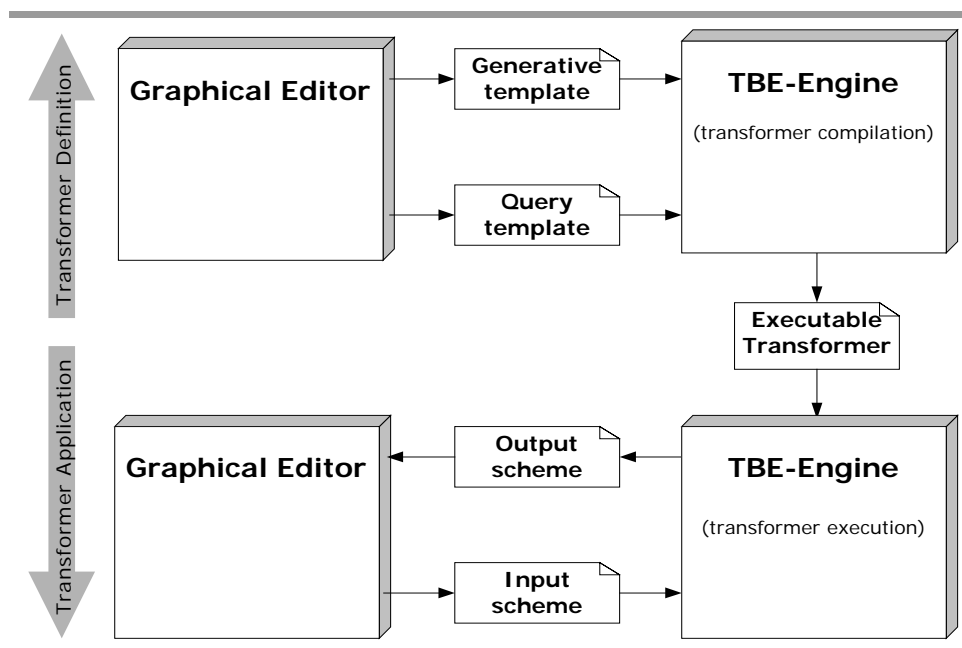 Transformer Definition
Graphical Editor
Generative
template
Query
template
TBE-Engine
(transformer compilation)
Executable
Transformer
Transformer Application
Graphical Editor
Output
scheme
Input
scheme
TBE-Engine
(transformer execution)